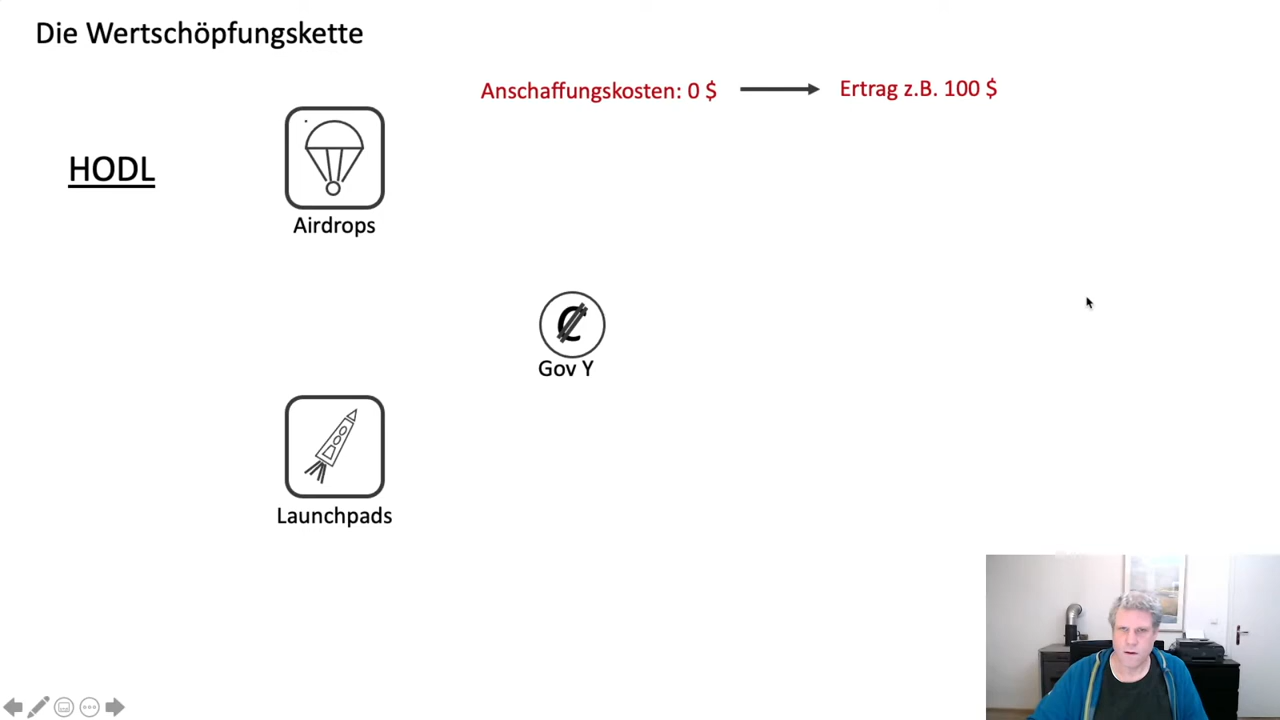 Die Wertschöpfungskette
Anschaffungskosten: 0 $
Ertrag z.B. 100 $
HODL
Airdrops
Gov Y
Launchpads